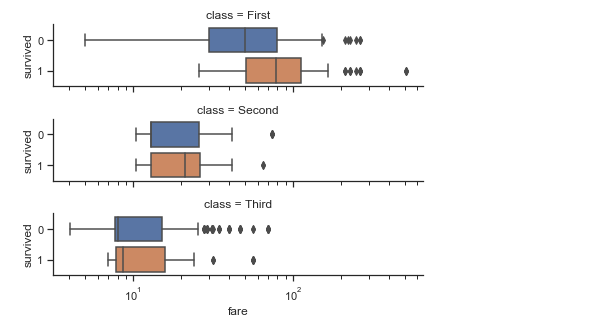 class = First
survived
0
1
class = Second
survived
0
1
class = Third
survived
0
1
10¹
10²
fare